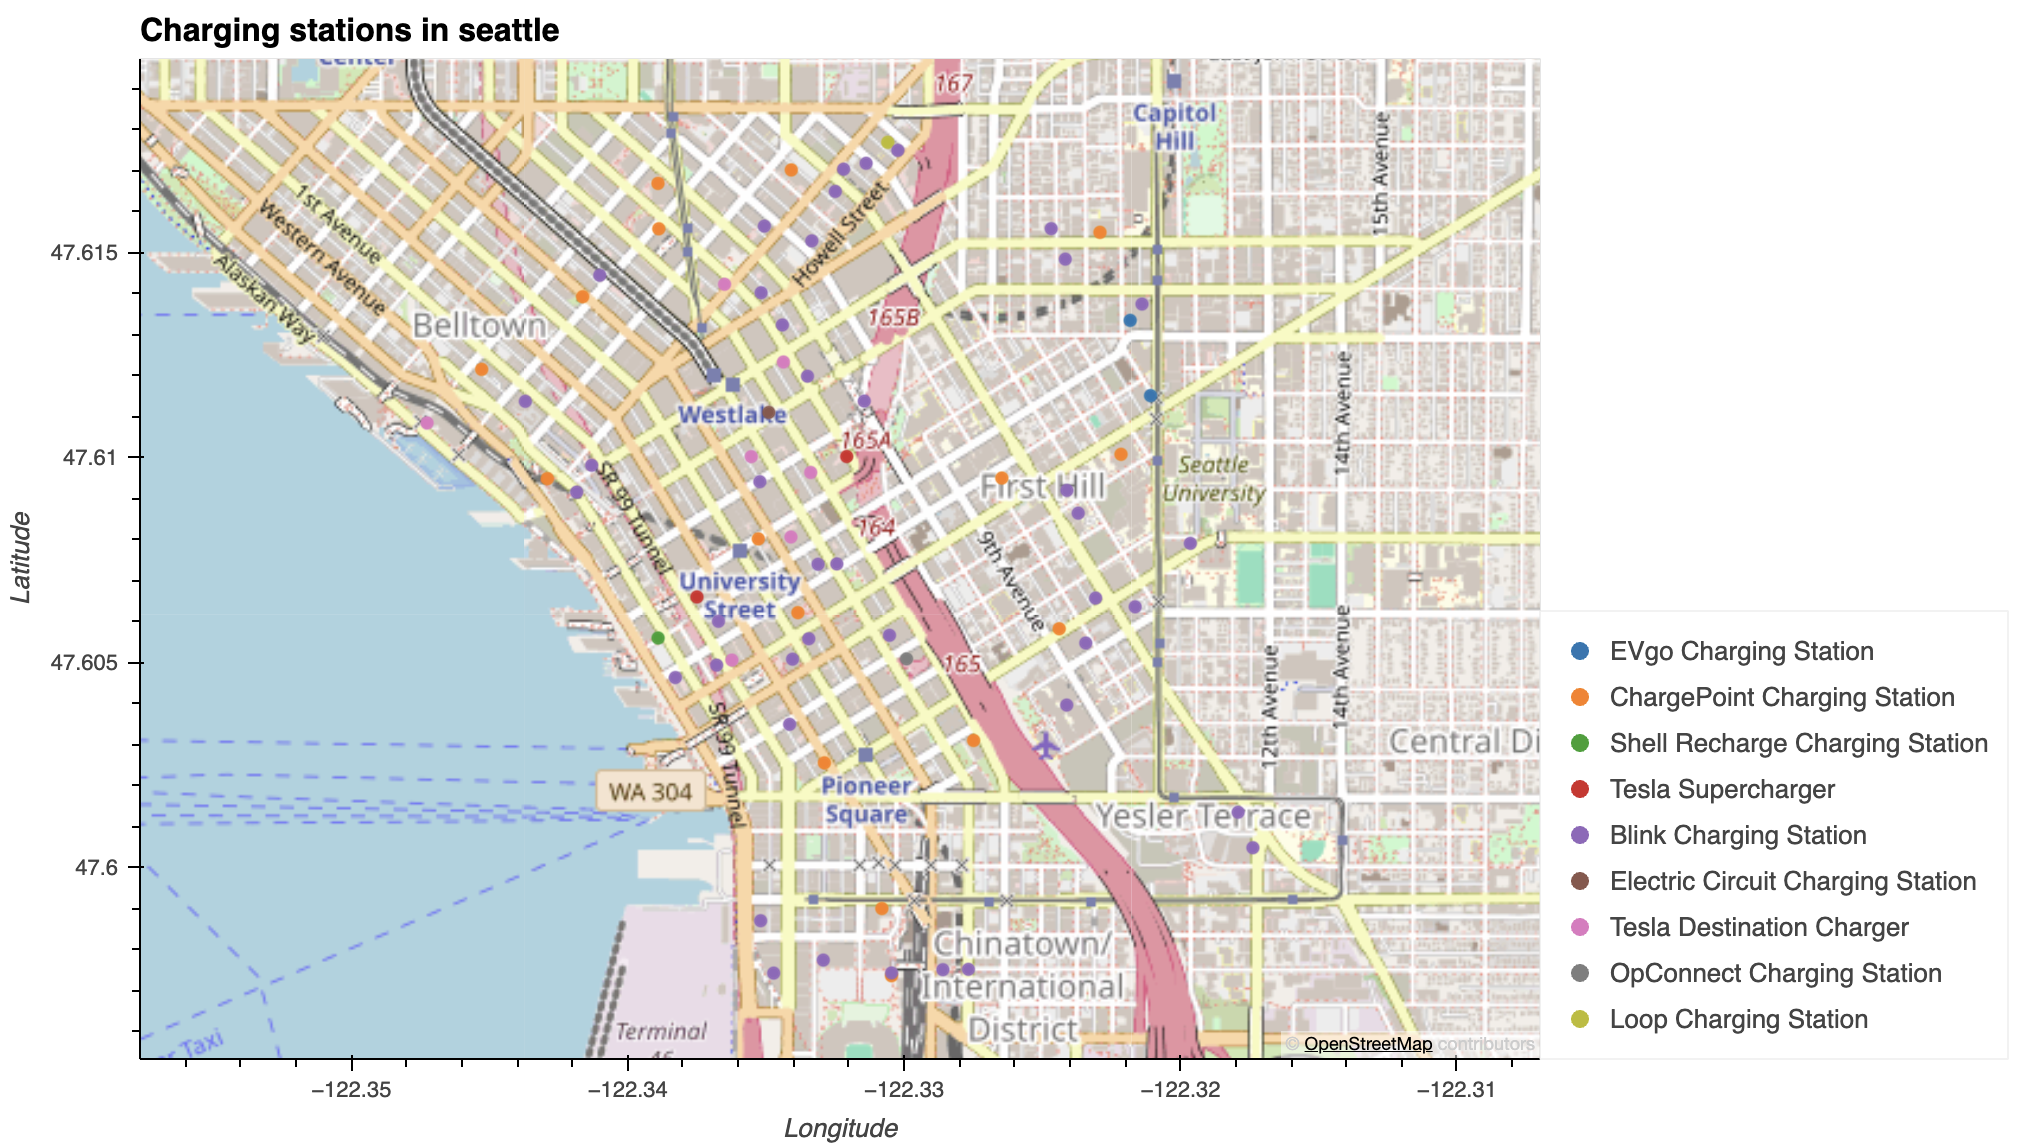 Charging stations in seattle
Center
167
Capitol
Hill
15th Avenue
1st Avenue
Western Avenue
Alaskan Way
Howell Street
Belltown
165B
Westlake
165A
14th Avenue
Seattle
University
First Hill
SR 99 Tunnel
164
9th Avenue
University
Street
165
12th Avenue
14th Avenue
SR 99 Tunnel
Central Di
WA 304
Pioneer
Square
Yesler Terrace
Chinatown/
International
District
Terminal
46
r Taxi
© OpenStreetMap contributors
47.615
47.61
47.605
47.6
Latitude
−122.35
−122.34
−122.33
−122.32
−122.31
Longitude
EVgo Charging Station
ChargePoint Charging Station
Shell Recharge Charging Station
Tesla Supercharger
Blink Charging Station
Electric Circuit Charging Station
Tesla Destination Charger
OpConnect Charging Station
Loop Charging Station